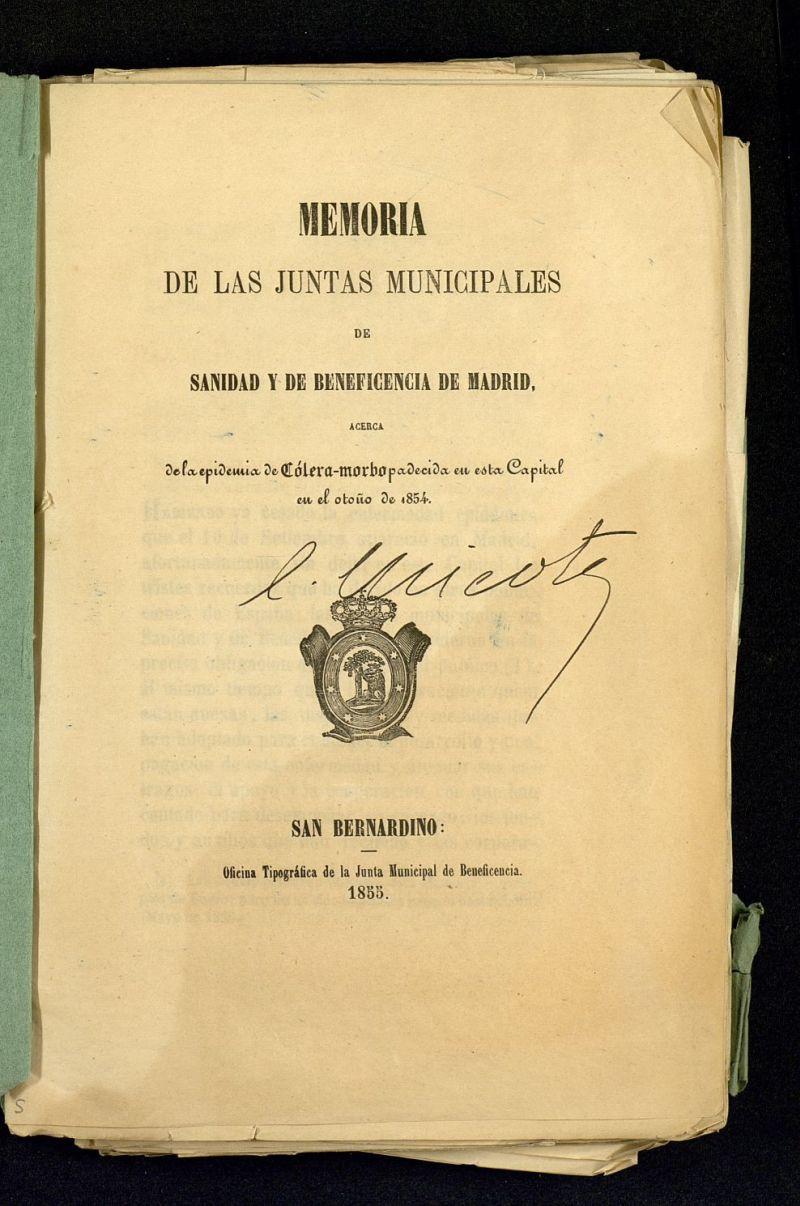 MEMORIA
DE LAS JUNTAS MUNICIPALES
DE
SANIDAD Y DE BENEFICENCIA DE MADRID,
ACERCA
de la epidemia de Cólera-morbo padecida en esta Capital
en el otoño de 1854.
SAN BERNARDINO:
Oficina Tipográfica de la Junta Municipal de Beneficencia.
1855.
S